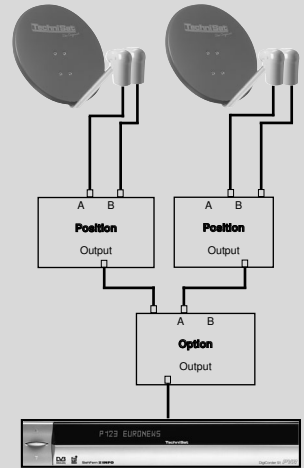 TechniSat
TechniSat
A B
Position
Output
A B
Position
Output
A B
Option
Output
P123 EURONEWS
TechniSat